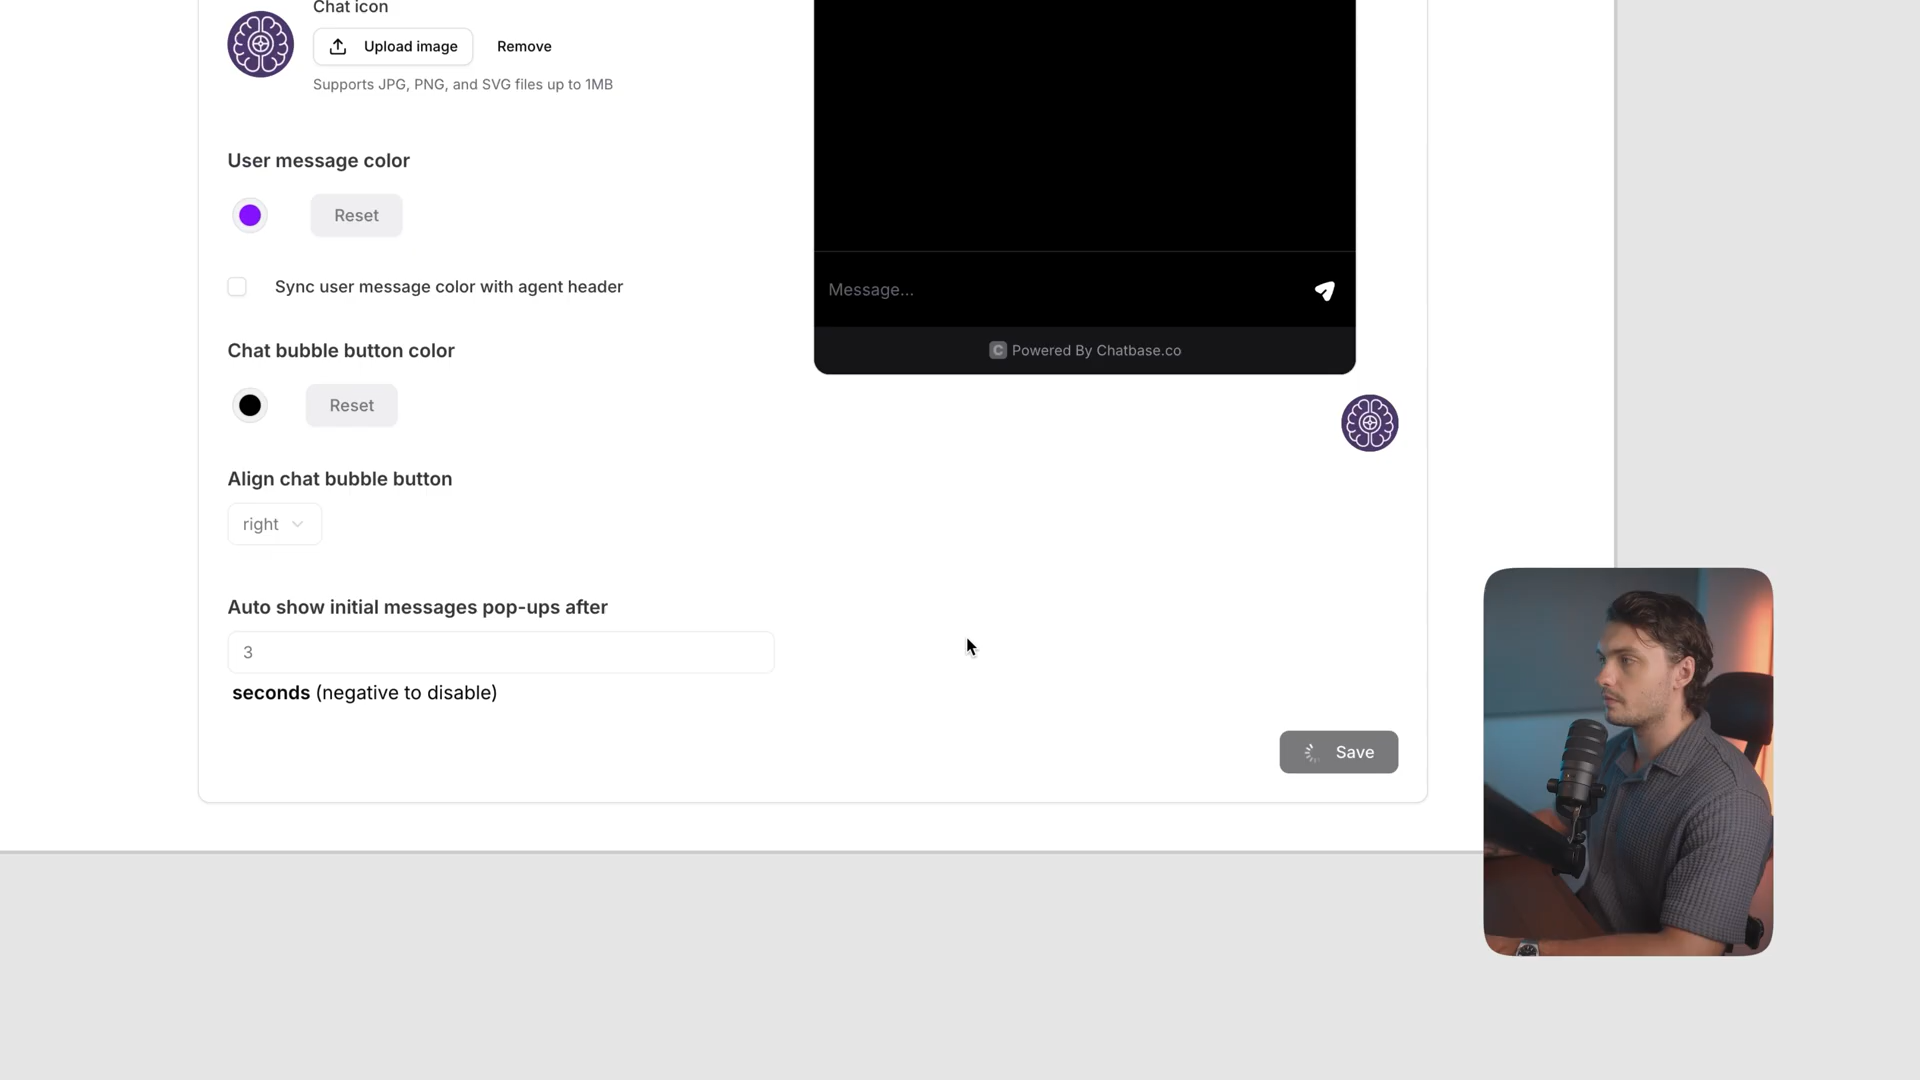 Chat icon
Upload image
Remove
Supports JPG, PNG, and SVG files up to 1MB
User message color
Reset
Sync user message color with agent header
Chat bubble button color
Reset
Align chat bubble button
right
Auto show initial messages pop-ups after
3
seconds (negative to disable)
Message...
C Powered By Chatbase.co
Save